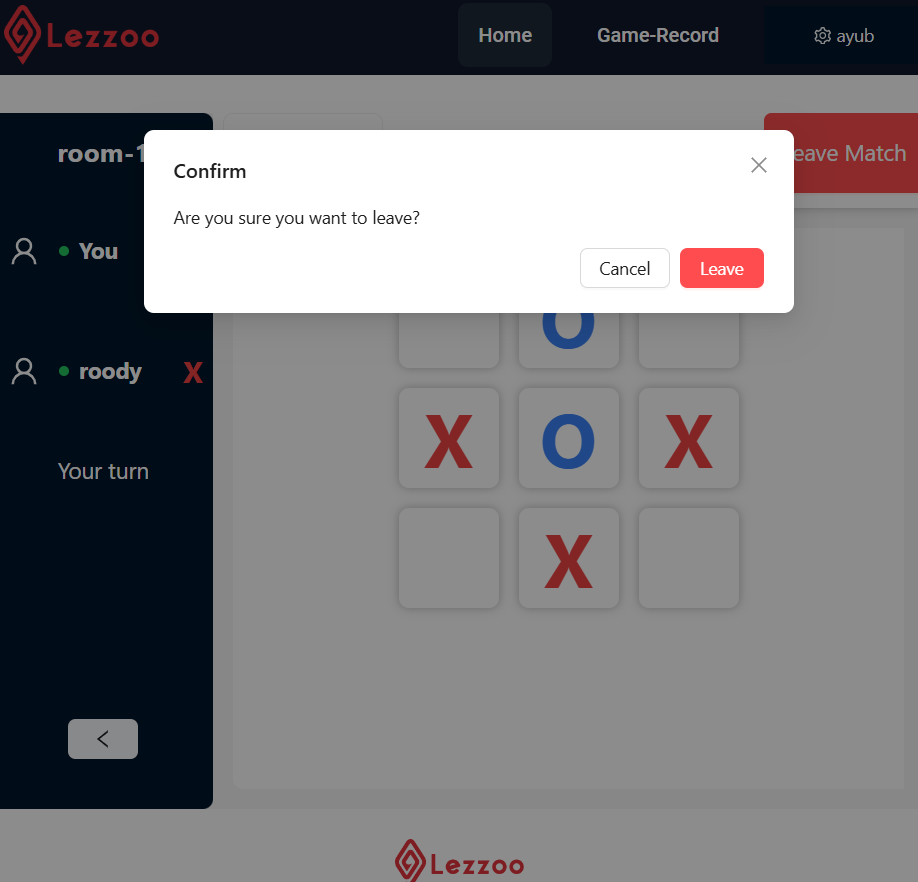 Lezzoo
Home
Game-Record
ayub
room-1
eave Match
Confirm
Are you sure you want to leave?
Cancel
Leave
You
roody
X
Your turn
O
X
O
X
X
Lezzoo